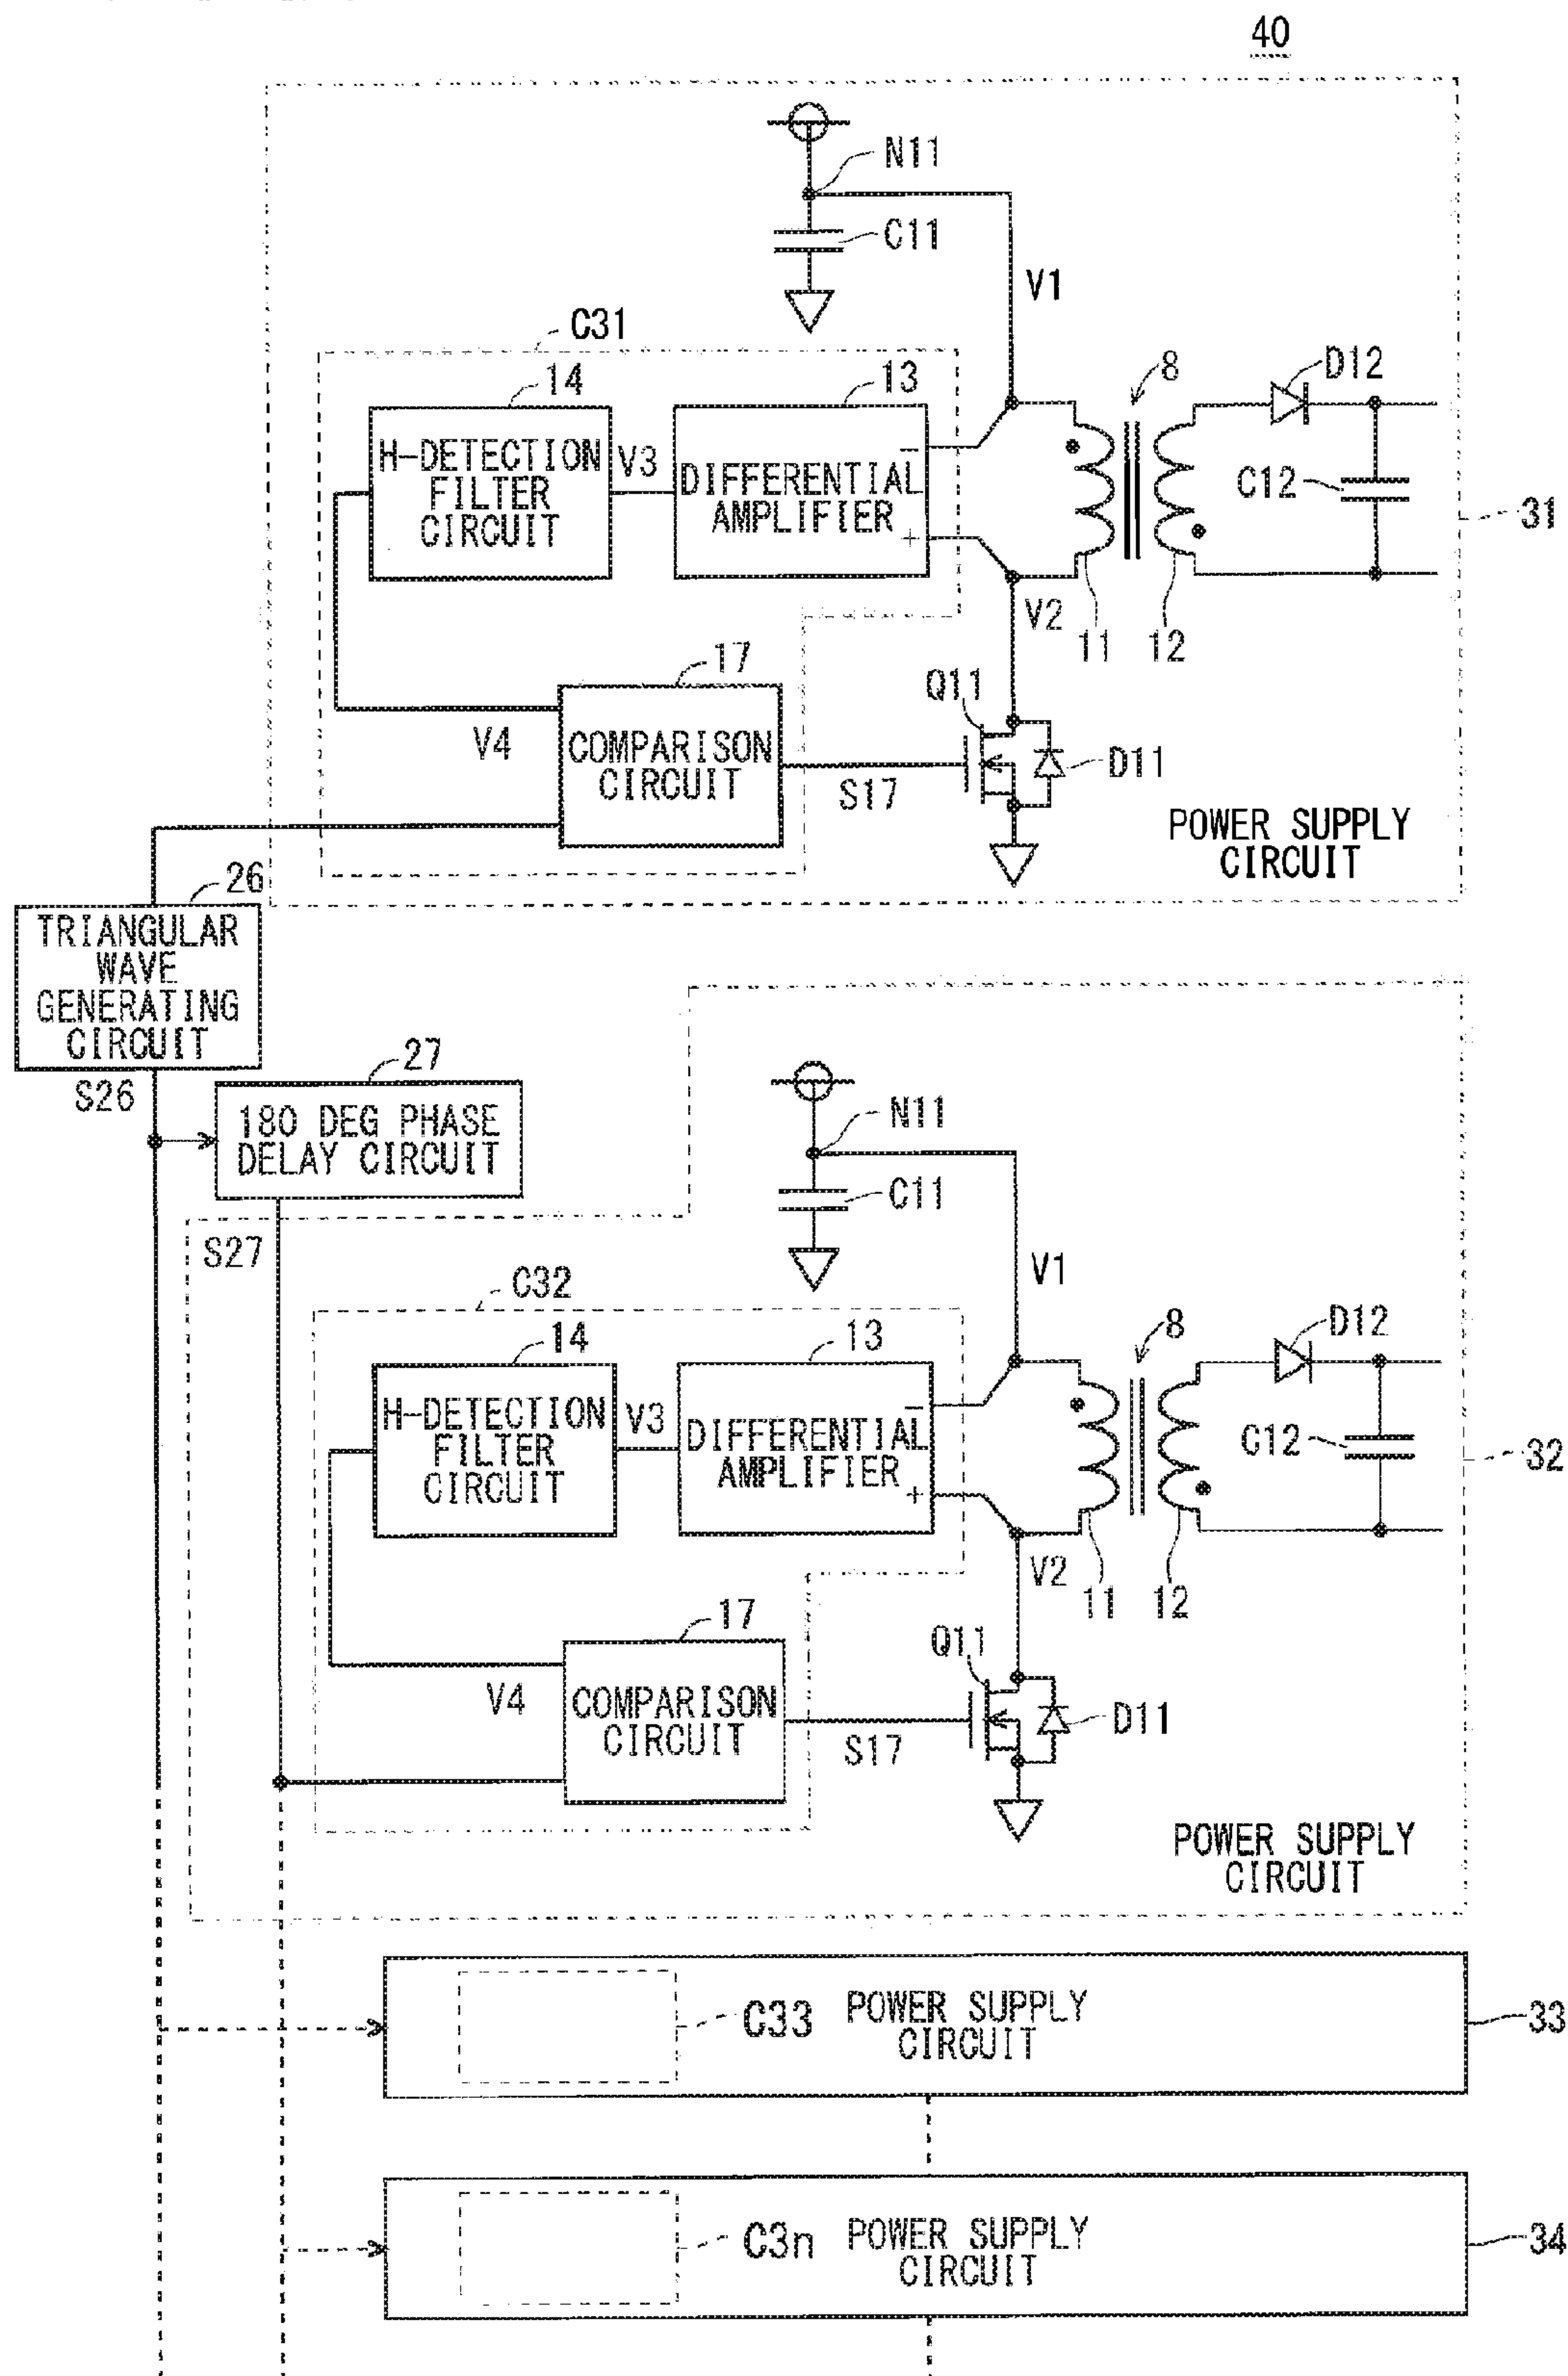 40
N11
C11
V1
C31
14
13
8
D12
H-DETECTION
FILTER
CIRCUIT
V3
DIFFERENTIAL
AMPLIFIER
−
+
C12
31
V2
11
12
17
Q11
V4
COMPARISON
CIRCUIT
S17
D11
POWER SUPPLY
CIRCUIT
26
TRIANGULAR
WAVE
GENERATING
CIRCUIT
S26
27
180 DEG PHASE
DELAY CIRCUIT
N11
C11
S27
V1
C32
14
13
8
D12
H-DETECTION
FILTER
CIRCUIT
V3
DIFFERENTIAL
AMPLIFIER
−
+
C12
32
V2
11
12
17
Q11
V4
COMPARISON
CIRCUIT
S17
D11
POWER SUPPLY
CIRCUIT
C33
POWER SUPPLY
CIRCUIT
33
C3n
POWER SUPPLY
CIRCUIT
34